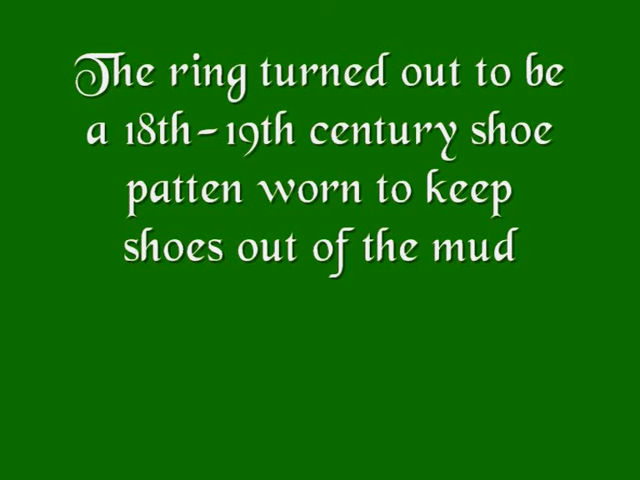 The ring turned out to be
a 18th-19th century shoe
patten worn to keep
shoes out of the mud